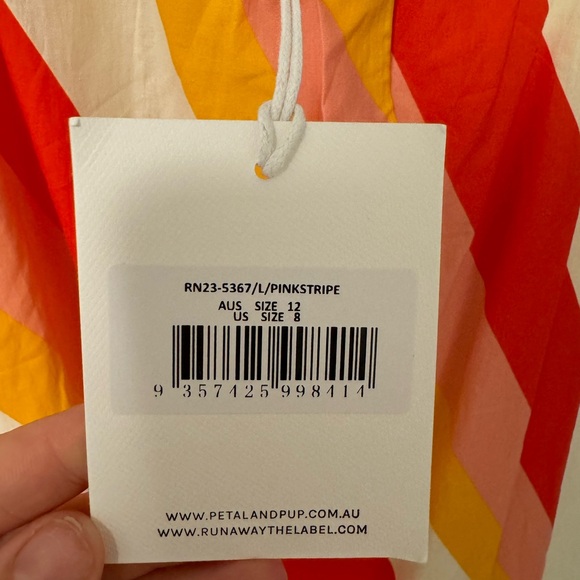 RN23-5367/L/PINKSTRIPE
AUS SIZE 12
US SIZE 8
9 357425 998414
WWW.PETALANDPUP.COM.AU
WWW.RUNAWAYTHELABEL.COM